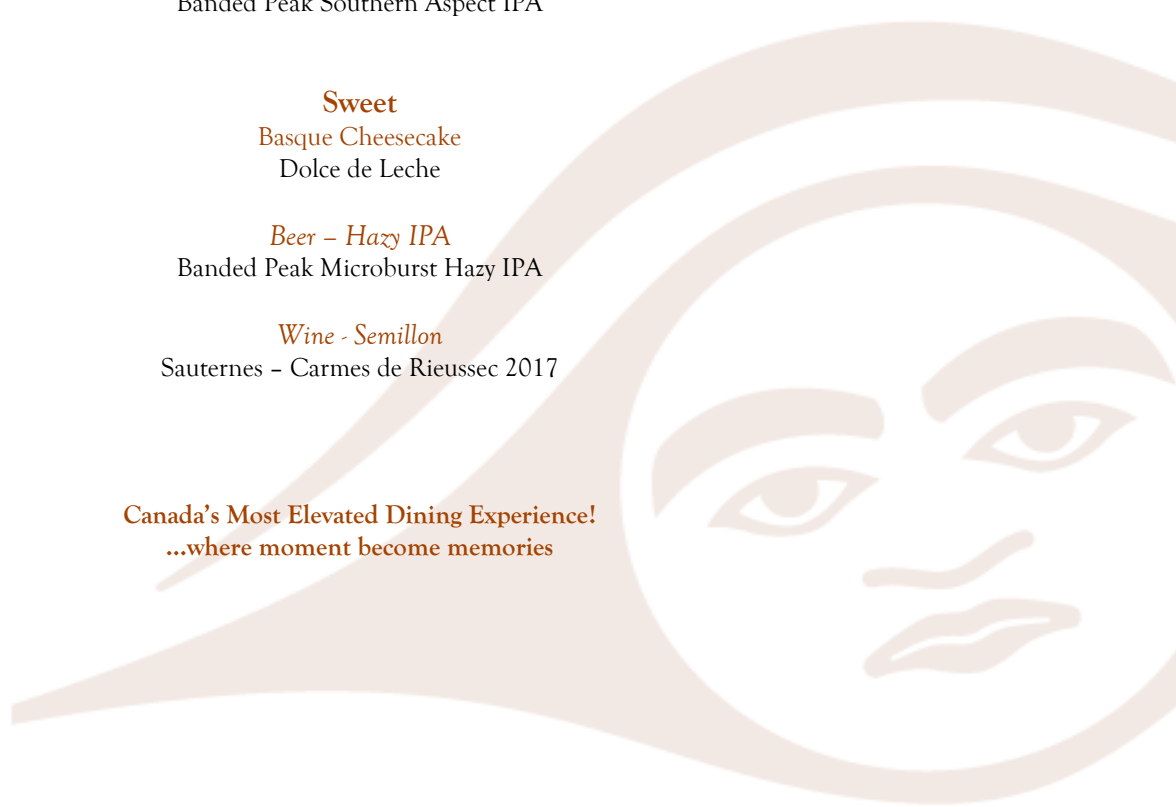 Banded Peak Southern Aspect IPA
Sweet
Basque Cheesecake
Dolce de Leche
Beer – Hazy IPA
Banded Peak Microburst Hazy IPA
Wine - Semillon
Sauternes – Carmes de Rieussec 2017
Canada's Most Elevated Dining Experience!
...where moment become memories